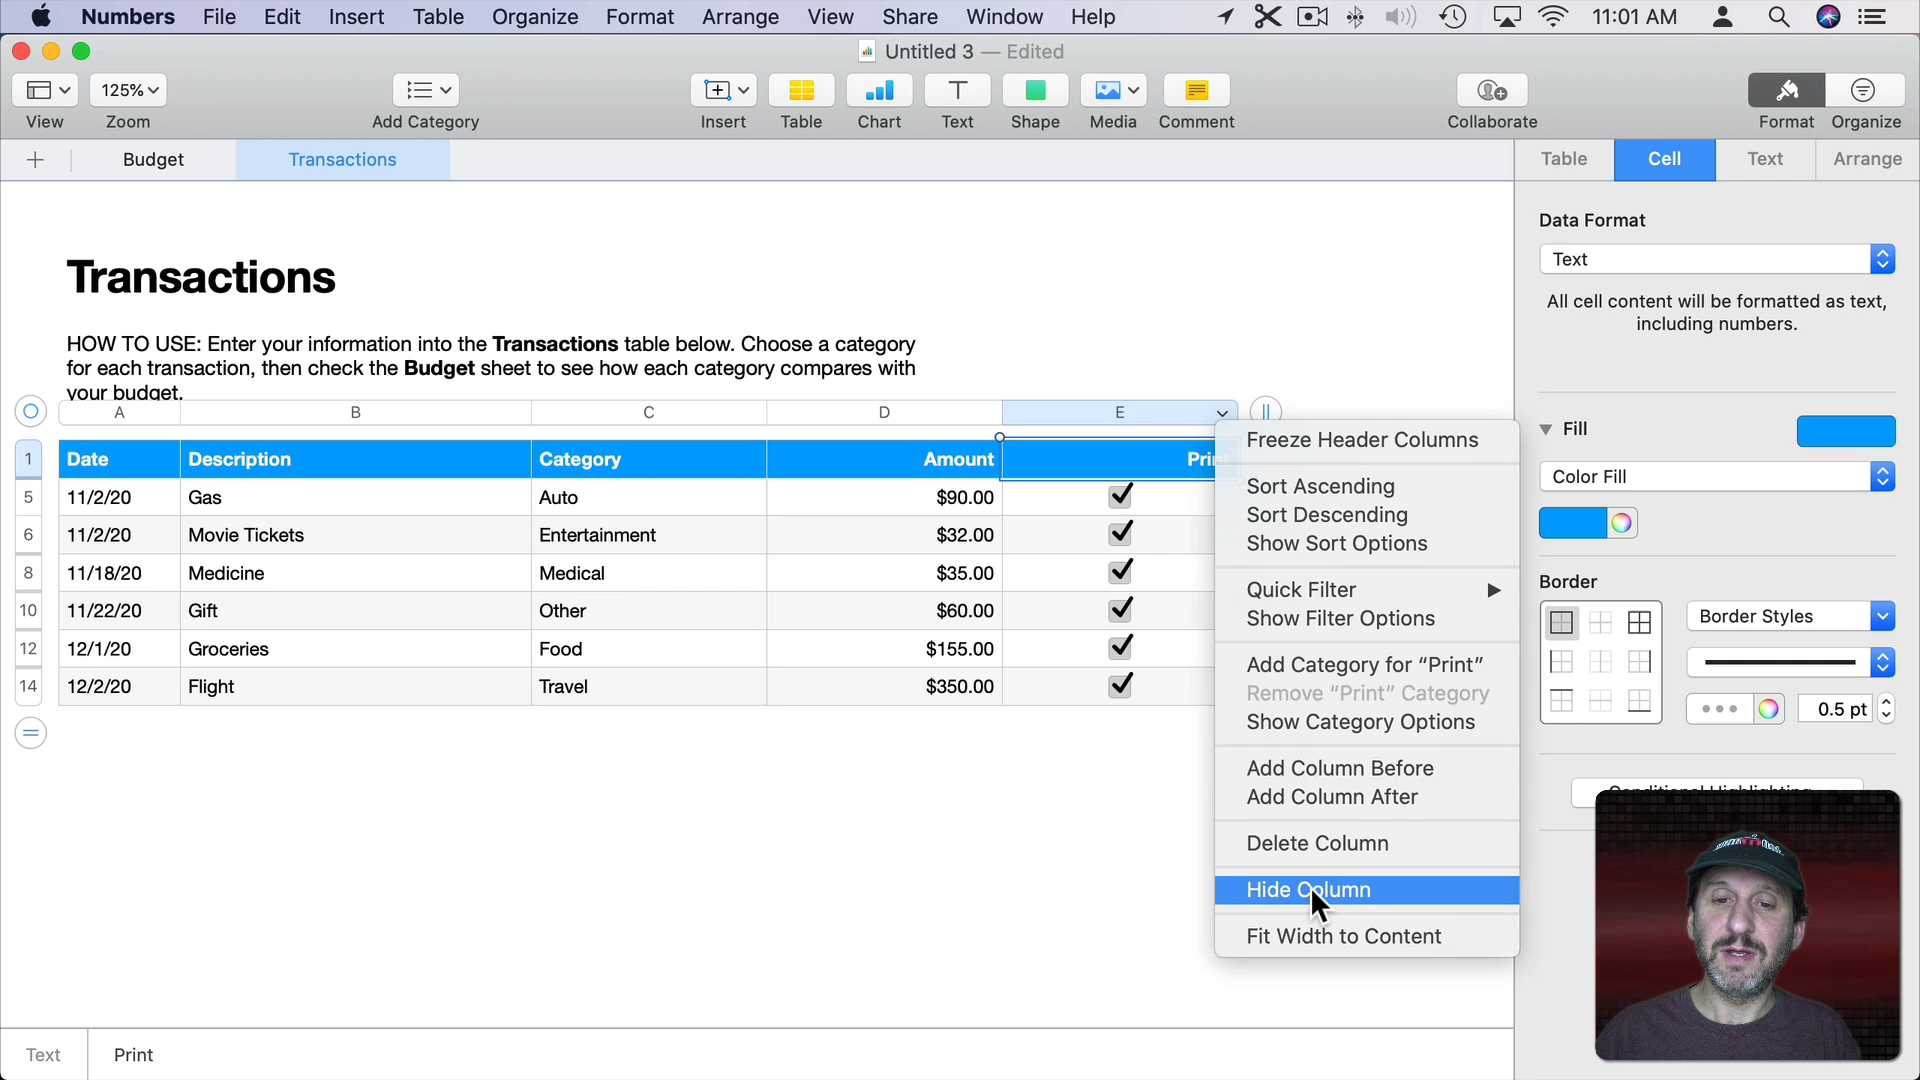 Numbers File Edit Insert Table Organize Format Arrange View Share Window Help 11:01 AM
Untitled 3 — Edited
125%
View Zoom Add Category Insert Table Chart Text Shape Media Comment Collaborate Format Organize
Budget Transactions
Table Cell Text Arrange
Transactions
HOW TO USE: Enter your information into the Transactions table below. Choose a category
for each transaction, then check the Budget sheet to see how each category compares with
your budget.
A B C D E
1 Date Description Category Amount
5 11/2/20 Gas Auto $90.00
6 11/2/20 Movie Tickets Entertainment $32.00
8 11/18/20 Medicine Medical $35.00
10 11/22/20 Gift Other $60.00
12 12/1/20 Groceries Food $155.00
14 12/2/20 Flight Travel $350.00
Freeze Header Columns
Sort Ascending
Sort Descending
Show Sort Options
Quick Filter
Show Filter Options
Add Category for “Print”
Remove “Print” Category
Show Category Options
Add Column Before
Add Column After
Delete Column
Hide Column
Fit Width to Content
Data Format
Text
All cell content will be formatted as text,
including numbers.
Fill
Color Fill
Border
Border Styles
0.5 pt
Conditional Highlighting
Text Print